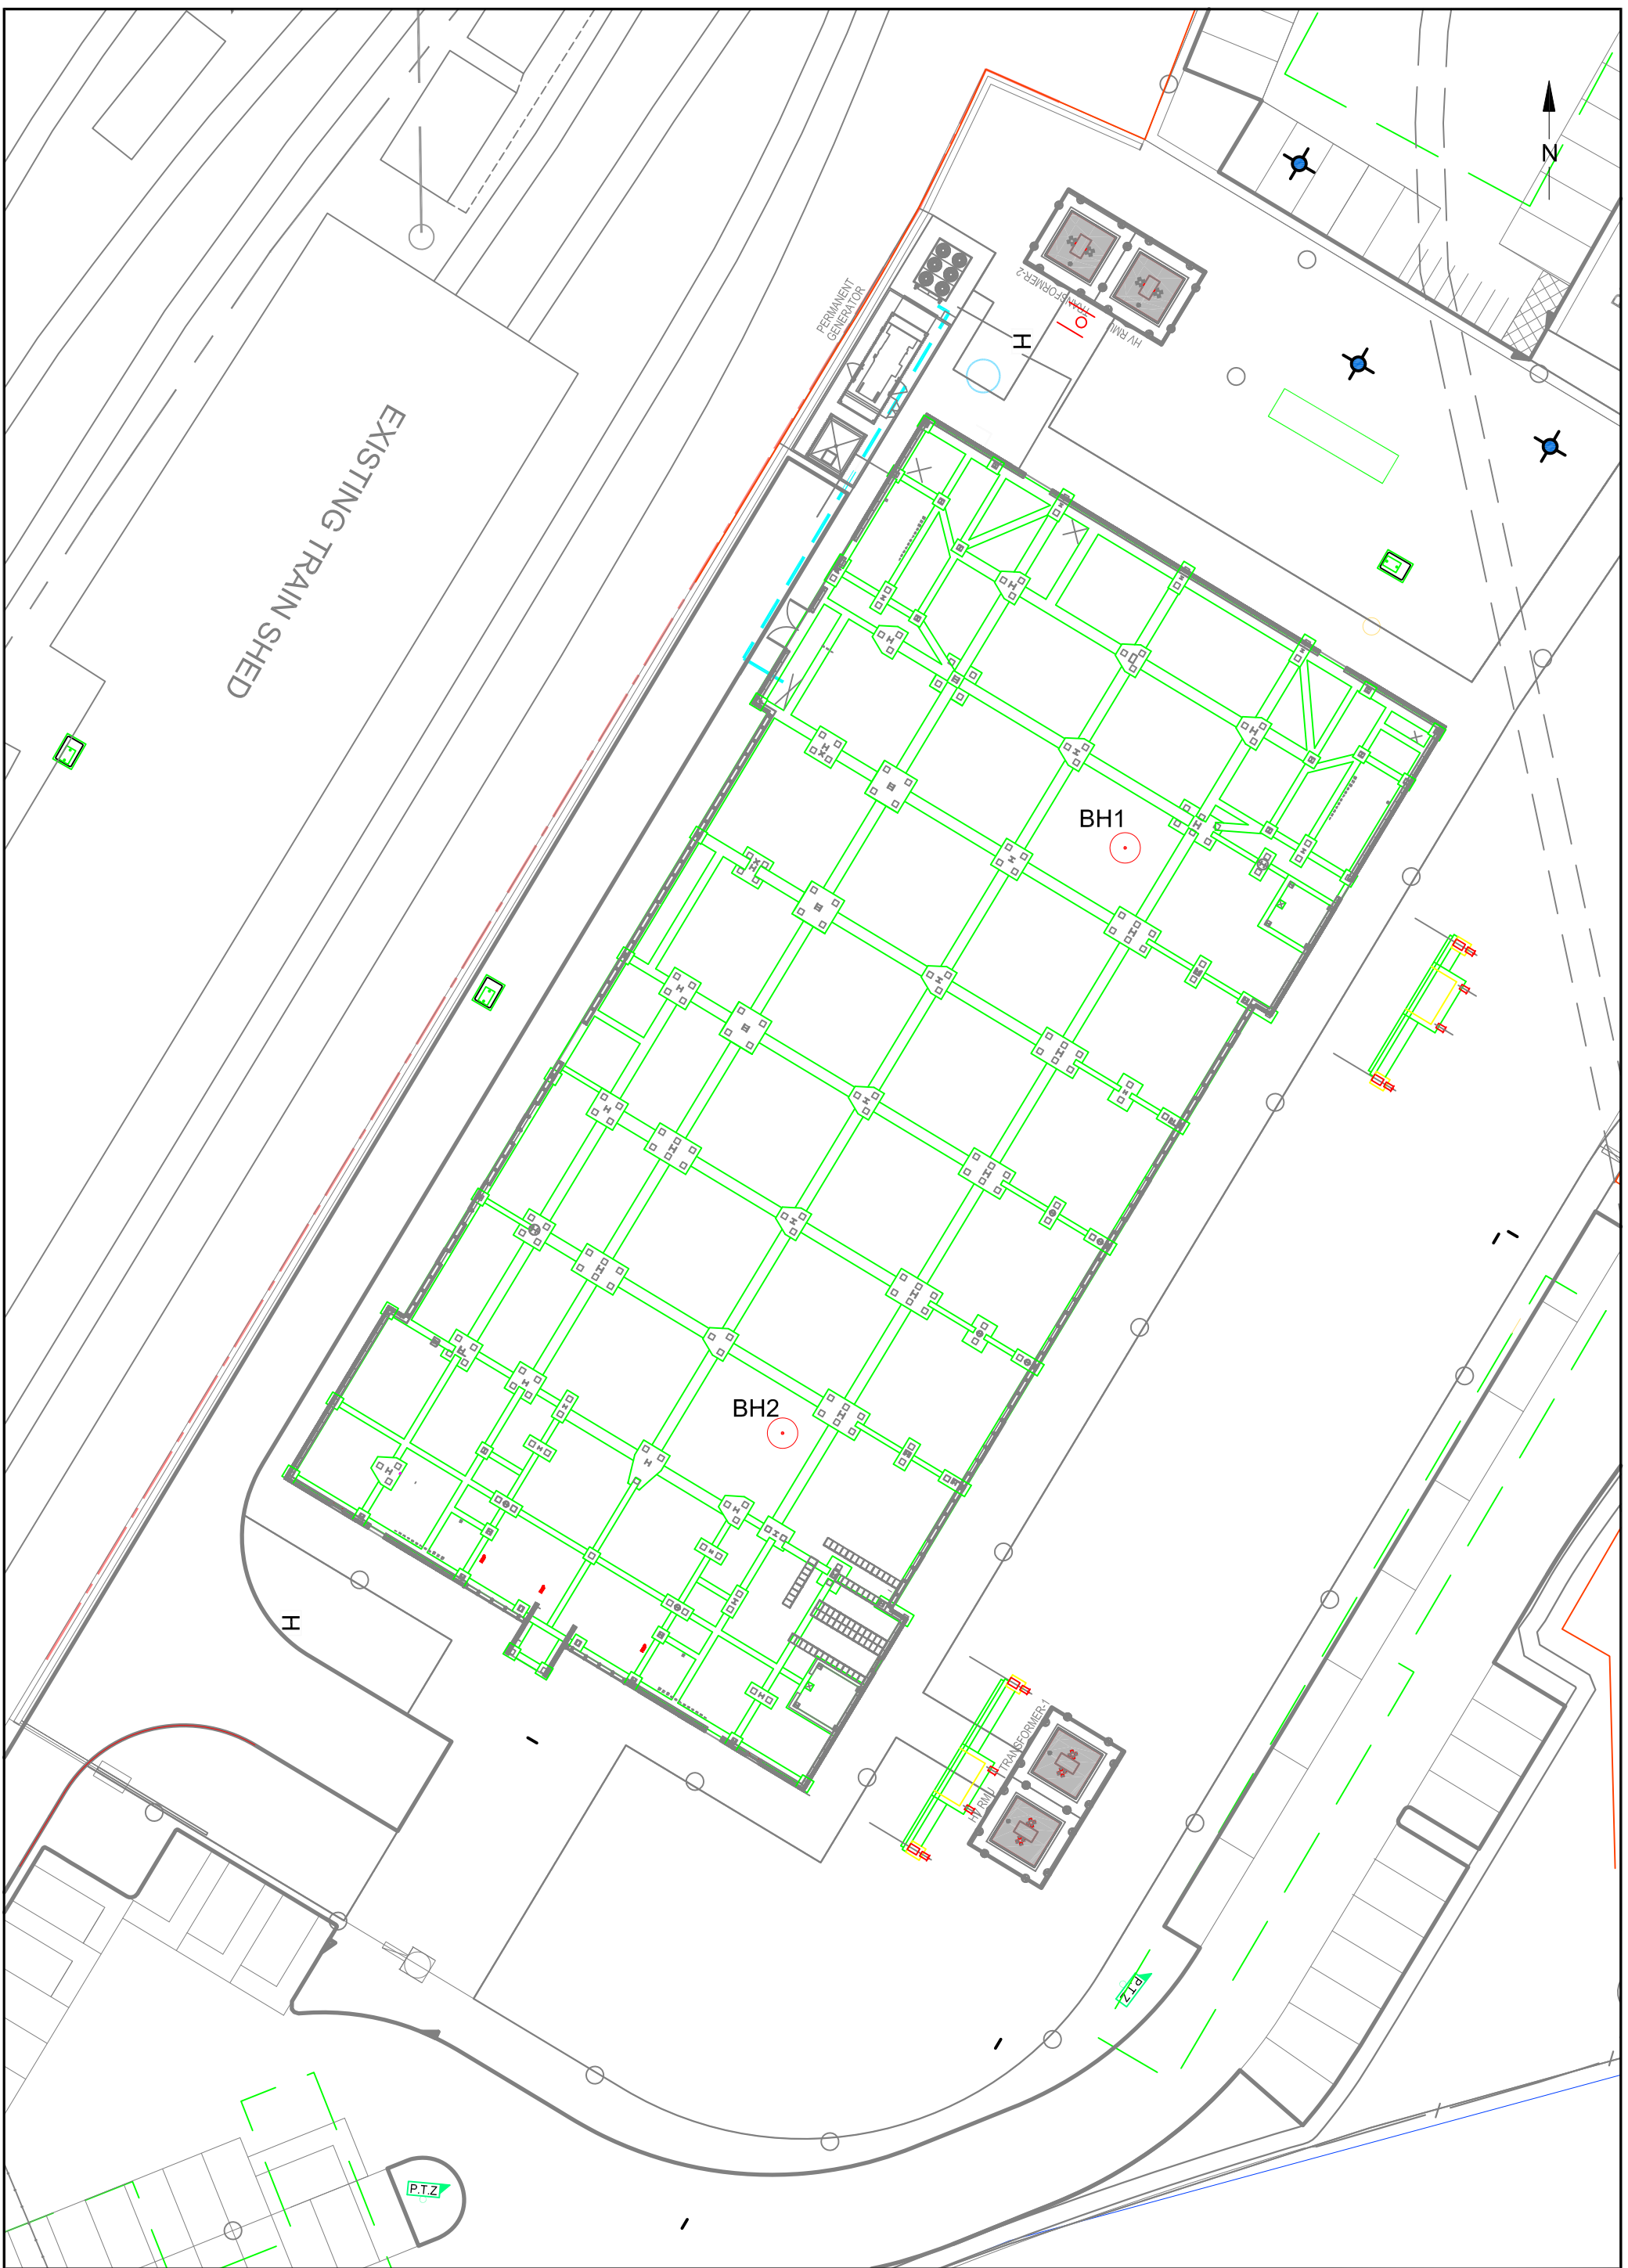 N
TRANSFORMER-2
HV RMU
PERMANENT
GENERATOR
H
EXISTING TRAIN SHED
BH1
BH2
H
TRANSFORMER-1
HV RMU
P.T.Z
P.T.Z